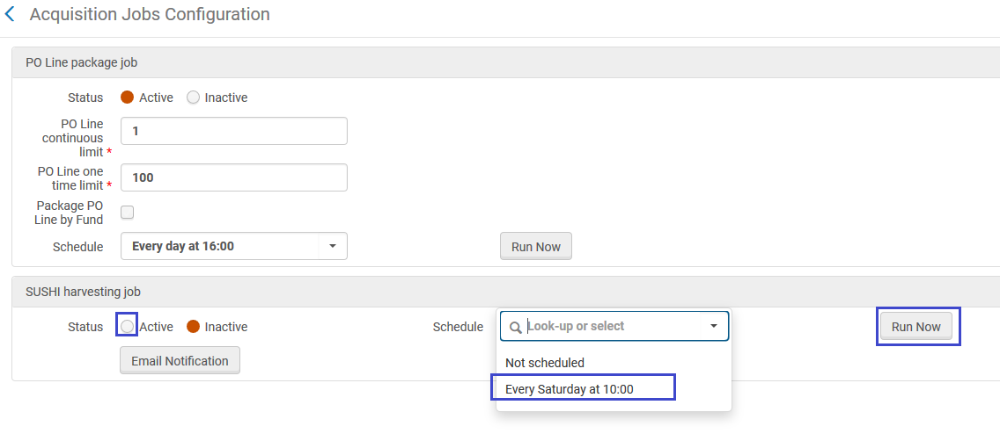 Acquisition Jobs Configuration
PO Line package job
Status Active Inactive
PO Line
continuous
limit *
1
PO Line one
time limit *
100
Package PO
Line by Fund
Schedule Every day at 16:00 Run Now
SUSHI harvesting job
Status Active Inactive Schedule Look-up or select Run Now
Email Notification
Not scheduled
Every Saturday at 10:00